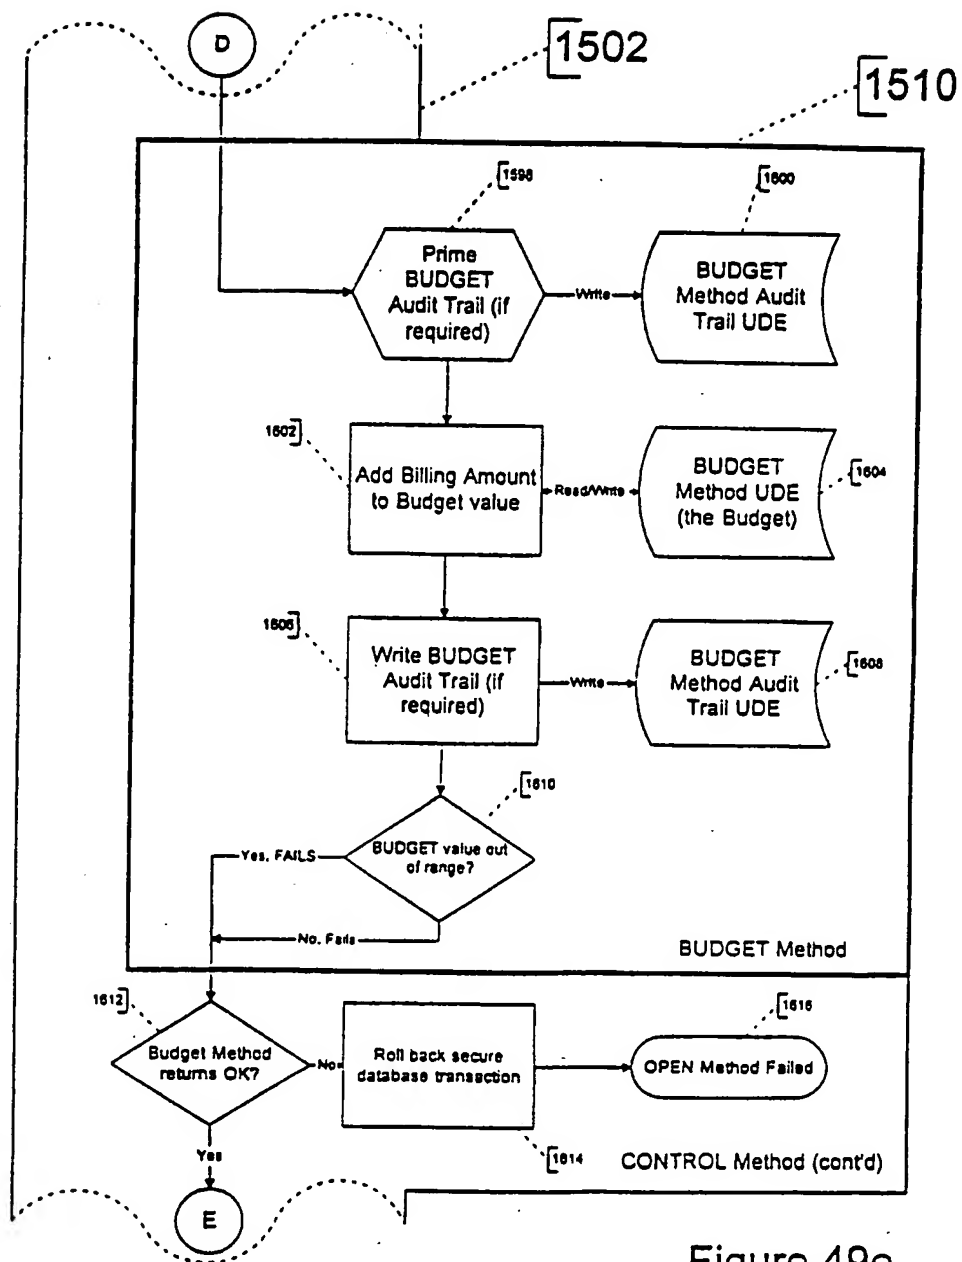 D
1502
1510
1598
1600
Prime
BUDGET
Audit Trail (if
required)
Write
BUDGET
Method Audit
Trail UDE
1602
Add Billing Amount
to Budget value
Read/Write
BUDGET
Method UDE
(the Budget)
1604
1606
Write BUDGET
Audit Trail (if
required)
Write
BUDGET
Method Audit
Trail UDE
1608
1610
BUDGET value out
of range?
Yes, FAILS
No, Fails
BUDGET Method
1612
Budget Method
returns OK?
No
Roll back secure
database transaction
1616
OPEN Method Failed
1614
CONTROL Method (cont'd)
Yes
E
Figure 49e